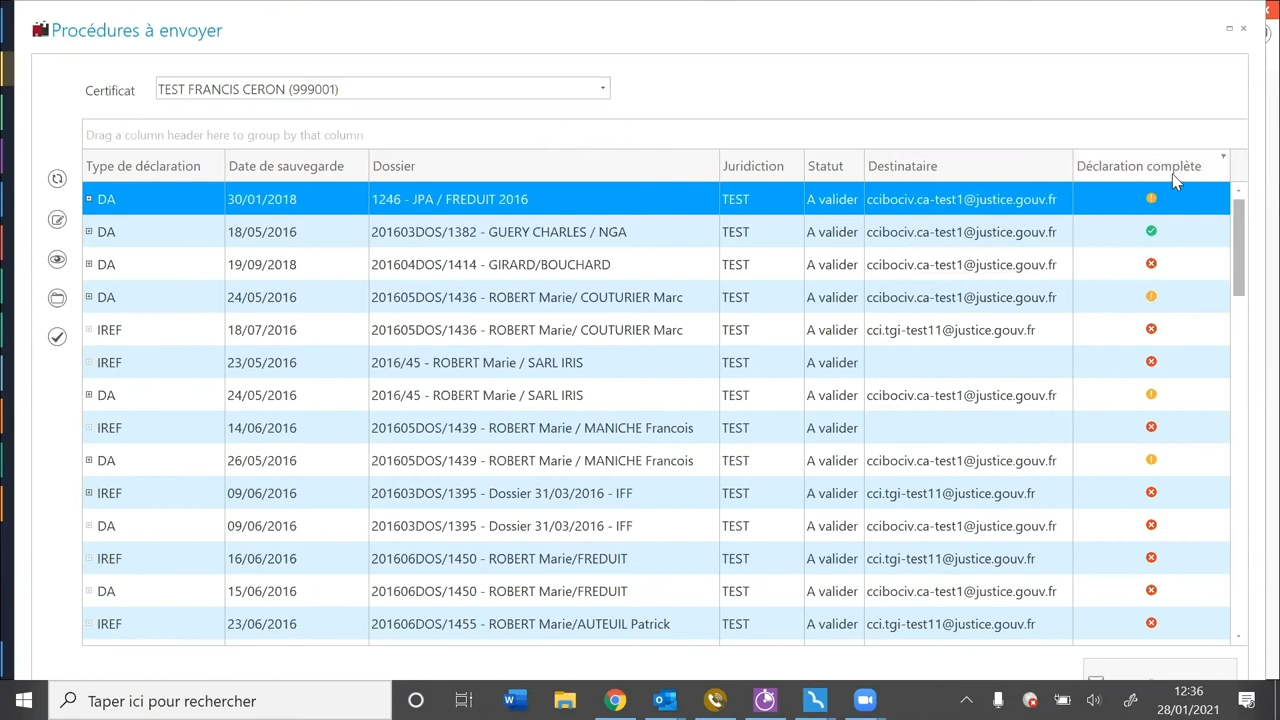 Procédures à envoyer
Certificat TEST FRANCIS CERON (999001)
Drag a column header here to group by that column
Type de déclaration Date de sauvegarde Dossier Juridiction Statut Destinataire Déclaration complète
DA 30/01/2018 1246 - JPA / FREDUIT 2016 TEST A valider ccibociv.ca-test1@justice.gouv.fr
DA 18/05/2016 201603DOS/1382 - GUERY CHARLES / NGA TEST A valider ccibociv.ca-test1@justice.gouv.fr
DA 19/09/2018 201604DOS/1414 - GIRARD/BOUCHARD TEST A valider ccibociv.ca-test1@justice.gouv.fr
DA 24/05/2016 201605DOS/1436 - ROBERT Marie/ COUTURIER Marc TEST A valider ccibociv.ca-test1@justice.gouv.fr
IREF 18/07/2016 201605DOS/1436 - ROBERT Marie/ COUTURIER Marc TEST A valider cci.tgi-test11@justice.gouv.fr
IREF 23/05/2016 2016/45 - ROBERT Marie / SARL IRIS TEST A valider
DA 24/05/2016 2016/45 - ROBERT Marie / SARL IRIS TEST A valider ccibociv.ca-test1@justice.gouv.fr
IREF 14/06/2016 201605DOS/1439 - ROBERT Marie / MANICHE Francois TEST A valider
DA 26/05/2016 201605DOS/1439 - ROBERT Marie / MANICHE Francois TEST A valider ccibociv.ca-test1@justice.gouv.fr
IREF 09/06/2016 201603DOS/1395 - Dossier 31/03/2016 - IFF TEST A valider cci.tgi-test11@justice.gouv.fr
DA 09/06/2016 201603DOS/1395 - Dossier 31/03/2016 - IFF TEST A valider ccibociv.ca-test1@justice.gouv.fr
IREF 16/06/2016 201606DOS/1450 - ROBERT Marie/FREDUIT TEST A valider cci.tgi-test11@justice.gouv.fr
DA 15/06/2016 201606DOS/1450 - ROBERT Marie/FREDUIT TEST A valider ccibociv.ca-test1@justice.gouv.fr
IREF 23/06/2016 201606DOS/1455 - ROBERT Marie/AUTEUIL Patrick TEST A valider cci.tgi-test11@justice.gouv.fr
Taper ici pour rechercher
12:36
28/01/2021